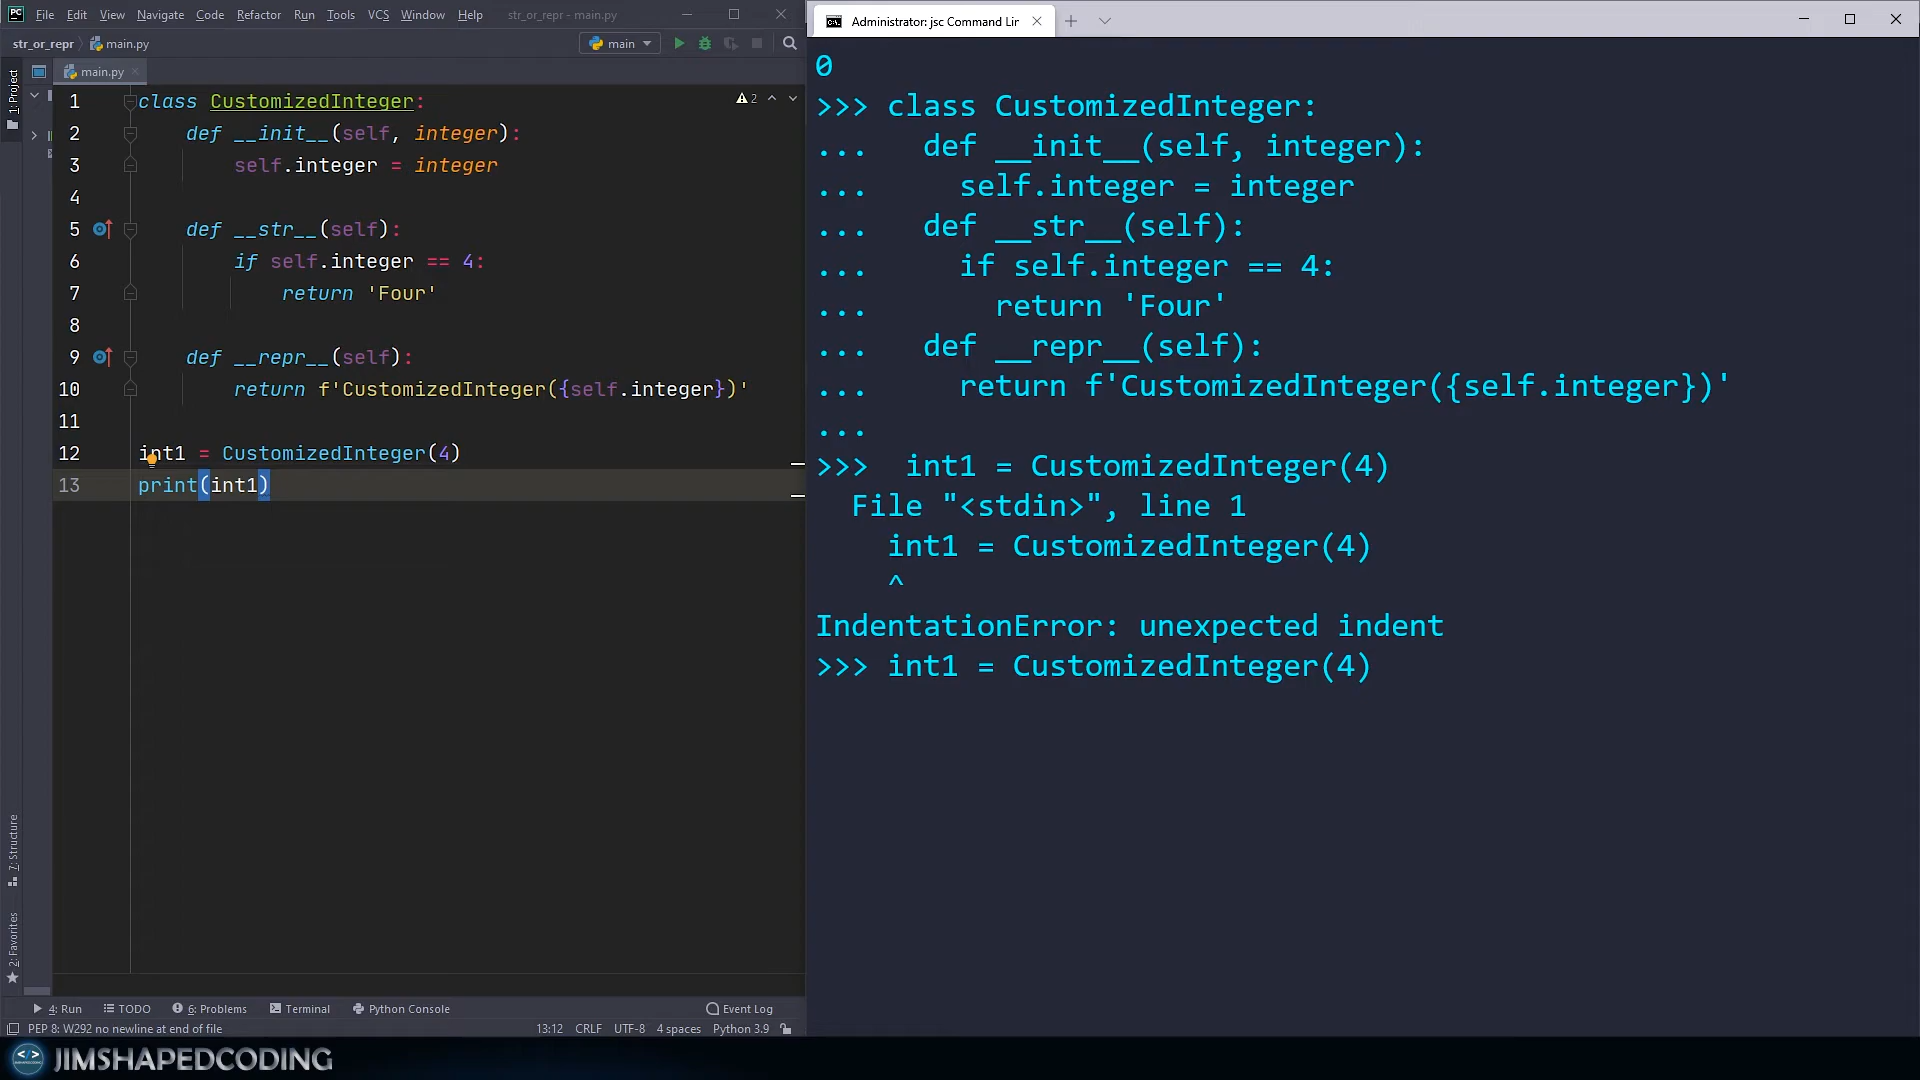 File Edit View Navigate Code Refactor Run Tools VCS Window Help str_or_repr - main.py
str_or_repr main.py main
1: Project
main.py
2
1 class CustomizedInteger:
2 def __init__(self, integer):
3 self.integer = integer
4
5 def __str__(self):
6 if self.integer == 4:
7 return 'Four'
8
9 def __repr__(self):
10 return f'CustomizedInteger({self.integer})'
11
12 int1 = CustomizedInteger(4)
13 print(int1)
7: Structure
2: Favorites
4: Run TODO 6: Problems Terminal Python Console Event Log
PEP 8: W292 no newline at end of file 13:12 CRLF UTF-8 4 spaces Python 3.9
Administrator: jsc Command Lir
0
>>> class CustomizedInteger:
... def __init__(self, integer):
... self.integer = integer
... def __str__(self):
... if self.integer == 4:
... return 'Four'
... def __repr__(self):
... return f'CustomizedInteger({self.integer})'
...
>>>  int1 = CustomizedInteger(4)
File "<stdin>", line 1
int1 = CustomizedInteger(4)
^
IndentationError: unexpected indent
>>> int1 = CustomizedInteger(4)
</> JIMSHAPEDCODING